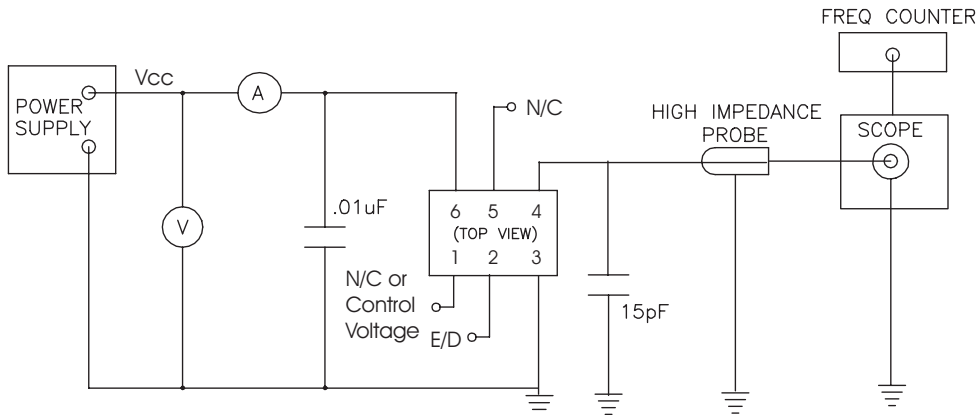 FREQ COUNTER
Vcc
POWER
SUPPLY
A
N/C
HIGH IMPEDANCE
PROBE
SCOPE
.01uF
6 5 4
(TOP VIEW)
1 2 3
V
N/C or
Control
Voltage
E/D
15pF